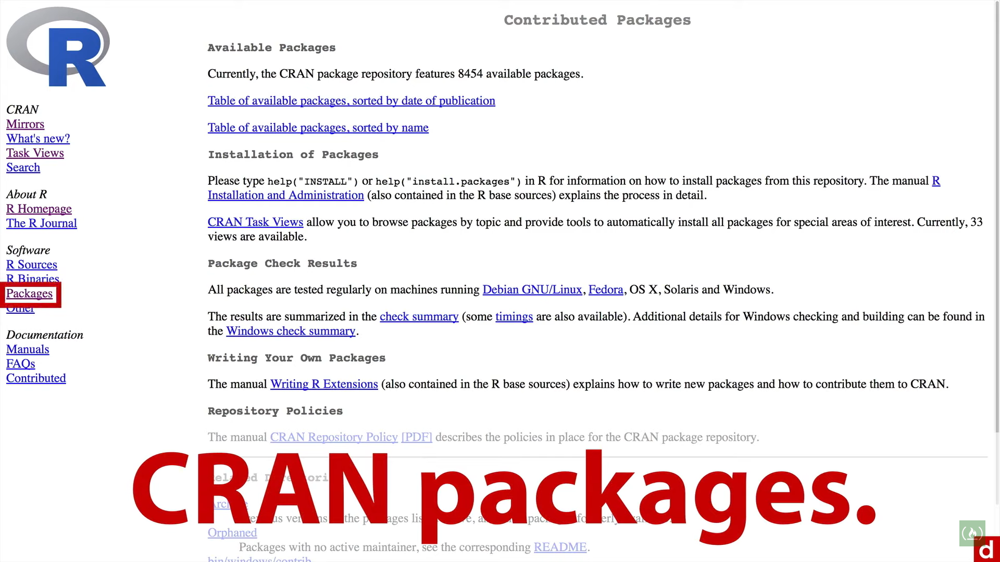 R
CRAN
Mirrors
What's new?
Task Views
Search
About R
R Homepage
The R Journal
Software
R Sources
R Binaries
Packages
Other
Documentation
Manuals
FAQs
Contributed
Contributed Packages
Available Packages
Currently, the CRAN package repository features 8454 available packages.
Table of available packages, sorted by date of publication
Table of available packages, sorted by name
Installation of Packages
Please type help("INSTALL") or help("install.packages") in R for information on how to install packages from this repository. The manual R
Installation and Administration (also contained in the R base sources) explains the process in detail.
CRAN Task Views allow you to browse packages by topic and provide tools to automatically install all packages for special areas of interest. Currently, 33
views are available.
Package Check Results
All packages are tested regularly on machines running Debian GNU/Linux, Fedora, OS X, Solaris and Windows.
The results are summarized in the check summary (some timings are also available). Additional details for Windows checking and building can be found in
the Windows check summary.
Writing Your Own Packages
The manual Writing R Extensions (also contained in the R base sources) explains how to write new packages and how to contribute them to CRAN.
Repository Policies
The manual CRAN Repository Policy [PDF] describes the policies in place for the CRAN package repository.
CRAN packages.
the
Orphaned
Packages with no active maintainer, see the corresponding README.
bin/windows/contrib
d